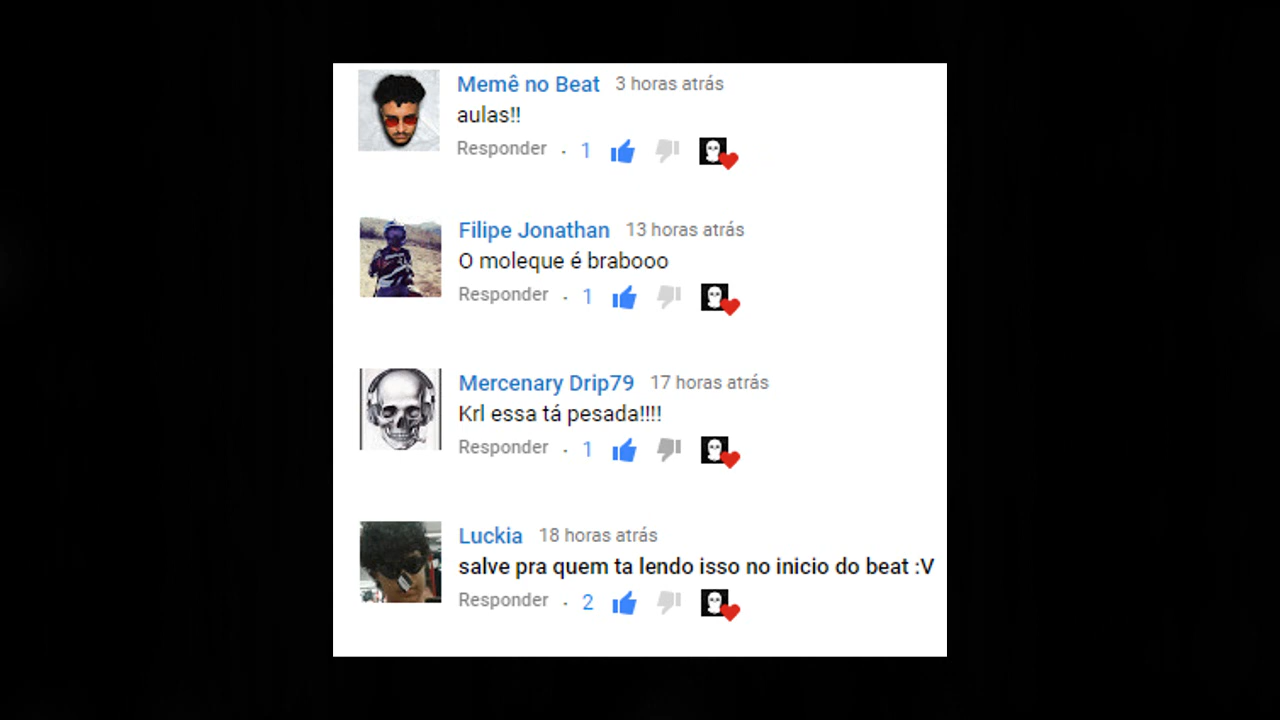 Memê no Beat 3 horas atrás
aulas!!
Responder · 1
Filipe Jonathan 13 horas atrás
O moleque é brabooo
Responder · 1
Mercenary Drip79 17 horas atrás
Krl essa tá pesada!!!!
Responder · 1
Luckia 18 horas atrás
salve pra quem ta lendo isso no inicio do beat :V
Responder · 2